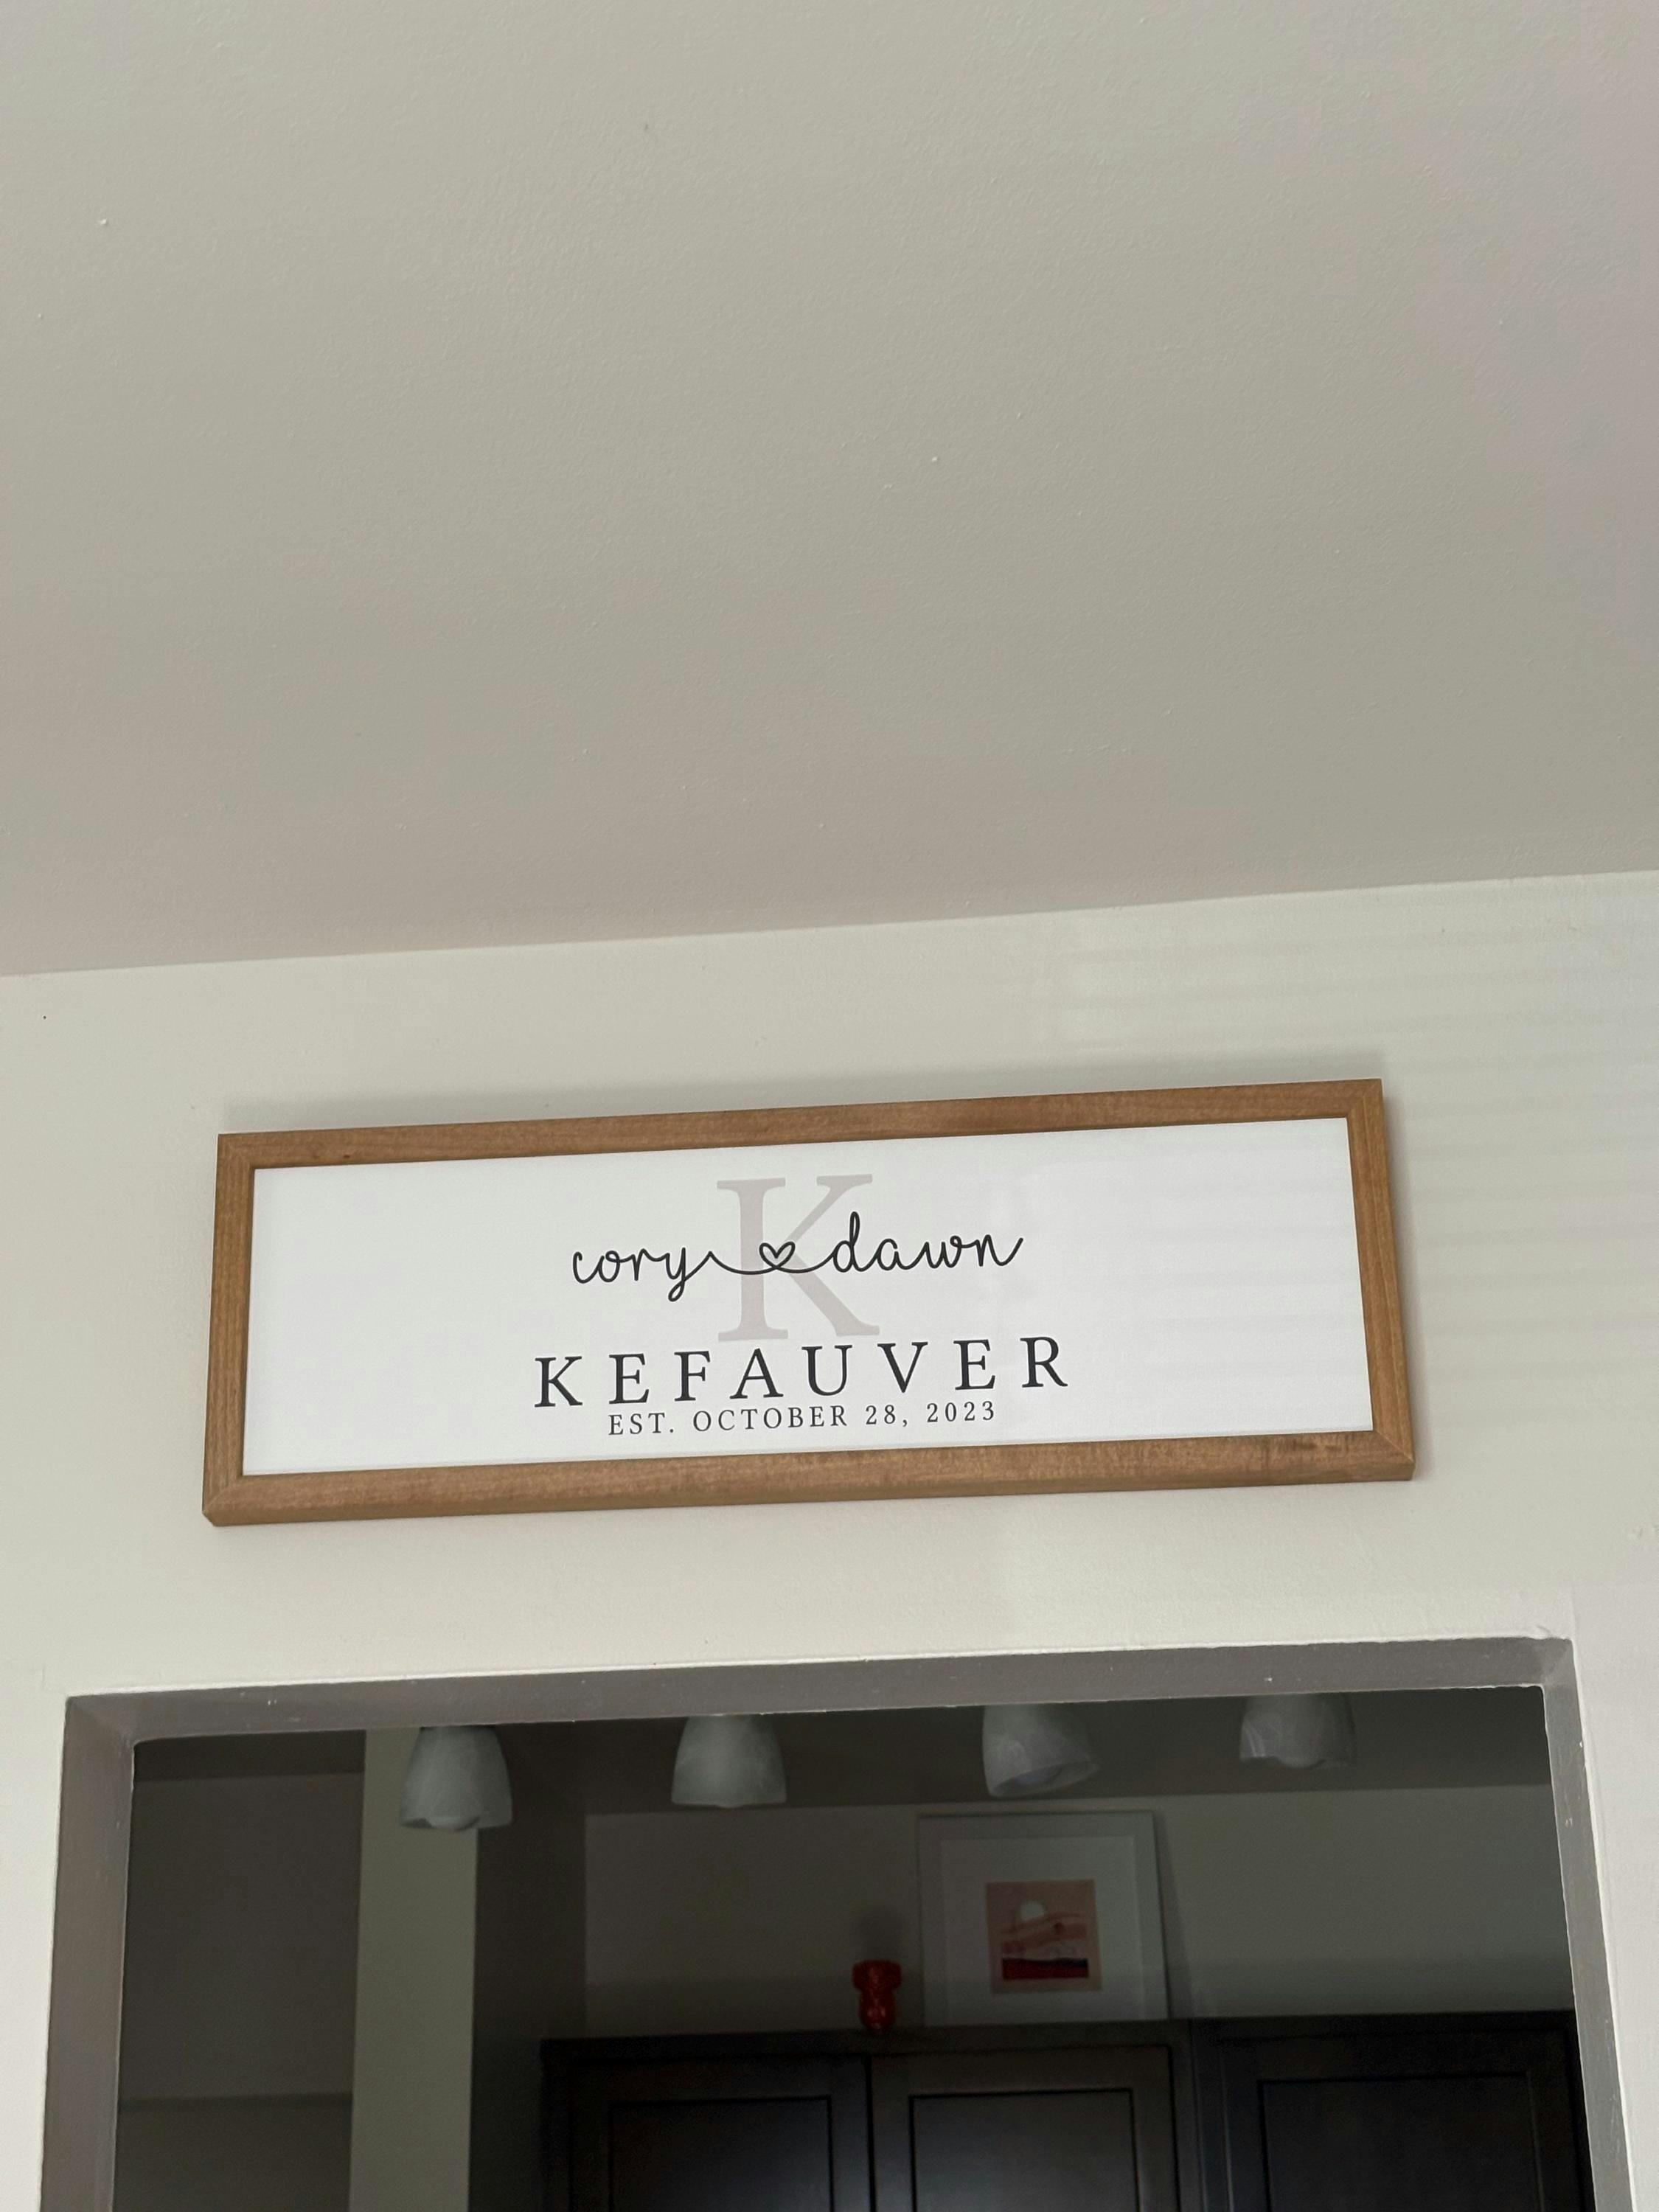 K
cory dawn
KEFAUVER
EST. OCTOBER 28, 2023